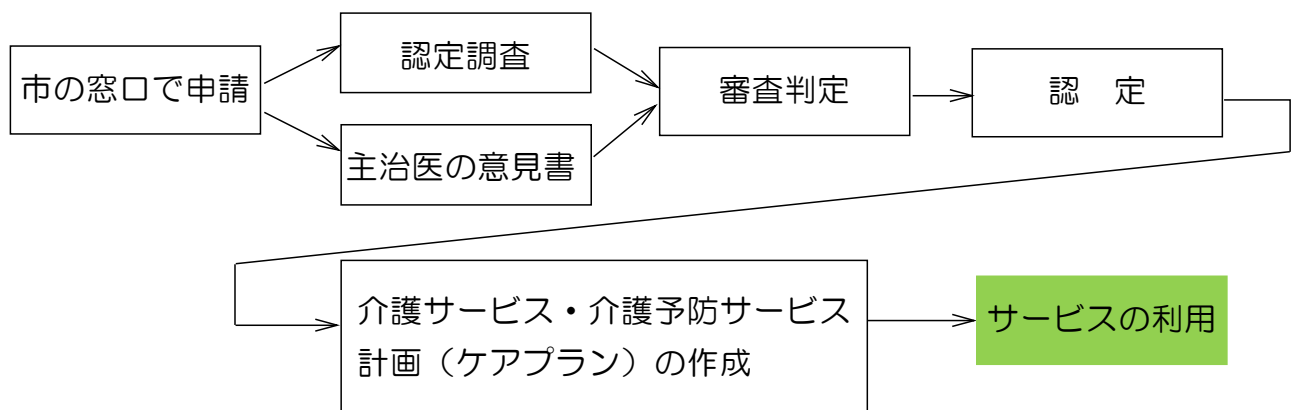 市の窓口で申請
認定調査
主治医の意見書
審査判定
認　定
介護サービス・介護予防サービス
計画（ケアプラン）の作成
サービスの利用